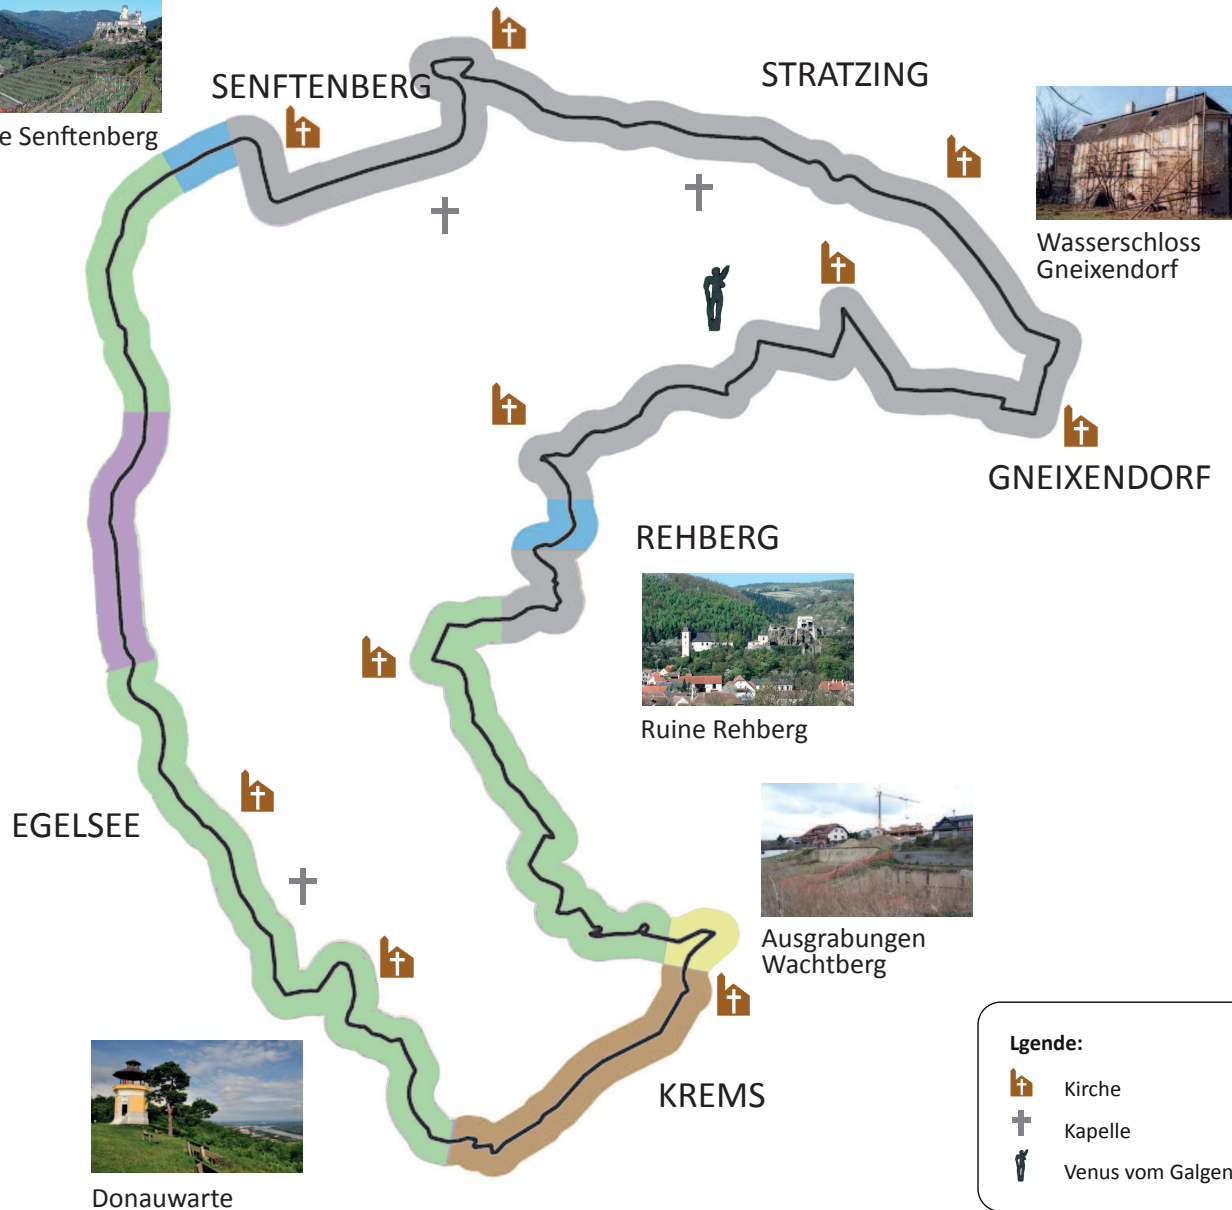 SENFTENBERG
STRATZING
e Senftenberg
Wasserschloss
Gneixendorf
GNEIXENDORF
REHBERG
Ruine Rehberg
EGELSEE
Ausgrabungen
Wachtberg
KREMS
Donauwarte
Lgende:
Kirche
Kapelle
Venus vom Galgen